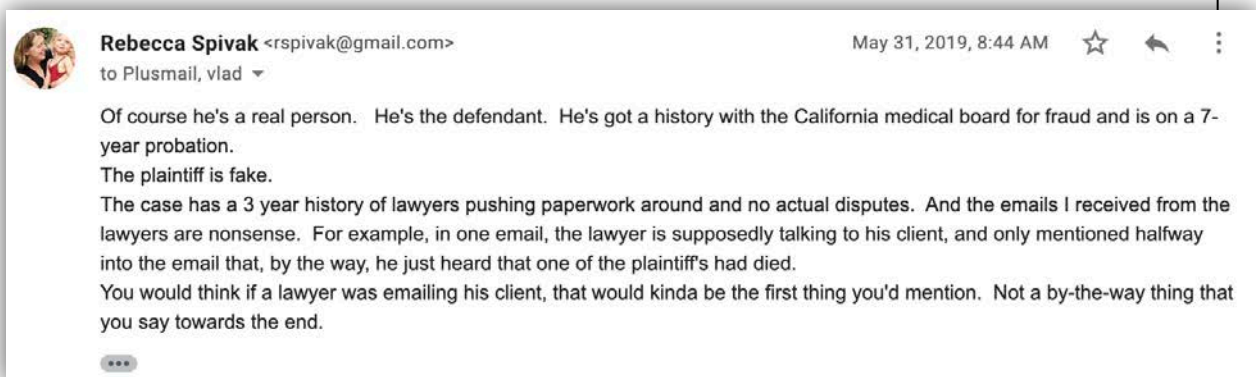 Rebecca Spivak <rspivak@gmail.com> May 31, 2019, 8:44 AM
to Plusmail, vlad
Of course he's a real person. He's the defendant. He's got a history with the California medical board for fraud and is on a 7-
year probation.
The plaintiff is fake.
The case has a 3 year history of lawyers pushing paperwork around and no actual disputes. And the emails I received from the
lawyers are nonsense. For example, in one email, the lawyer is supposedly talking to his client, and only mentioned halfway
into the email that, by the way, he just heard that one of the plaintiff's had died.
You would think if a lawyer was emailing his client, that would kinda be the first thing you'd mention. Not a by-the-way thing that
you say towards the end.